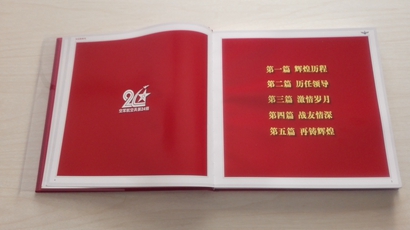 第一篇 辉煌历程
第二篇 历任领导
第三篇 激情岁月
第四篇 战友情深
第五篇 再铸辉煌